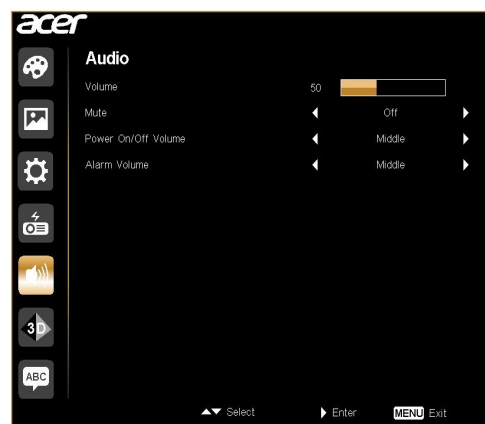 acer
Audio
Volume 50
Mute Off
Power On/Off Volume Middle
Alarm Volume Middle
3D
ABC
Select Enter MENU Exit